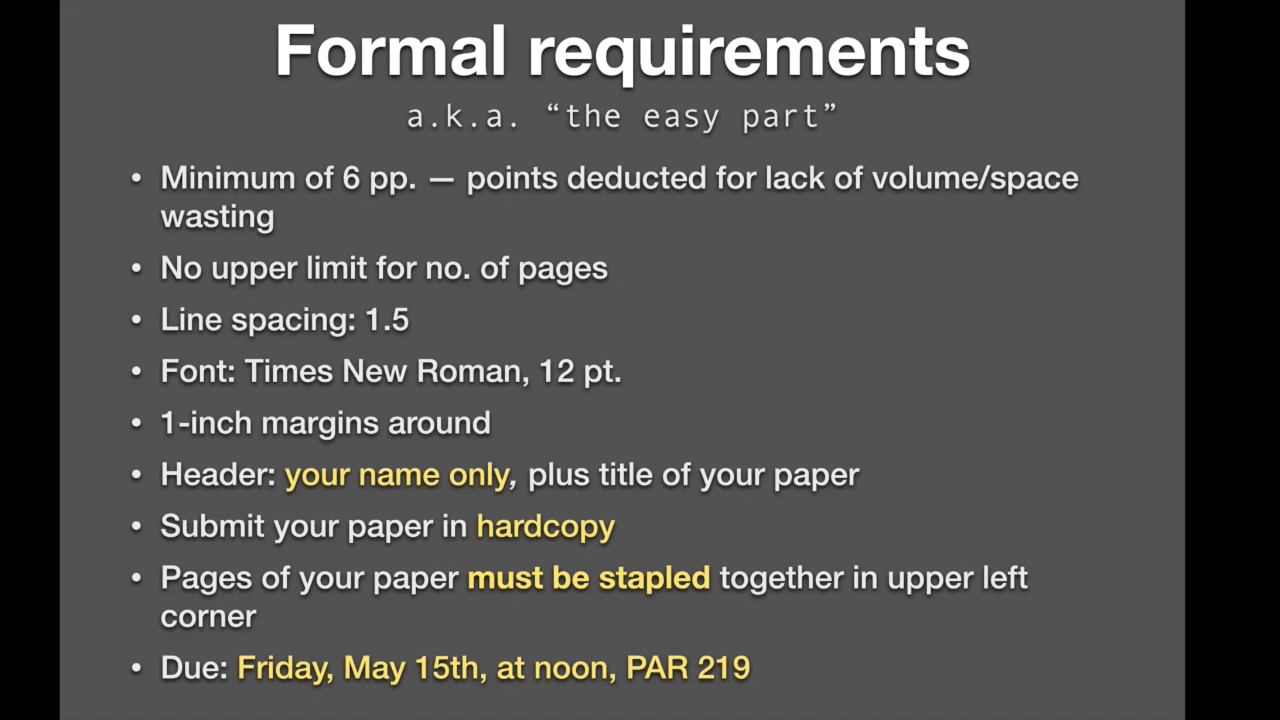 Formal requirements
a.k.a. “the easy part”
• Minimum of 6 pp. — points deducted for lack of volume/space
wasting
• No upper limit for no. of pages
• Line spacing: 1.5
• Font: Times New Roman, 12 pt.
• 1-inch margins around
• Header: your name only, plus title of your paper
• Submit your paper in hardcopy
• Pages of your paper must be stapled together in upper left
corner
• Due: Friday, May 15th, at noon, PAR 219